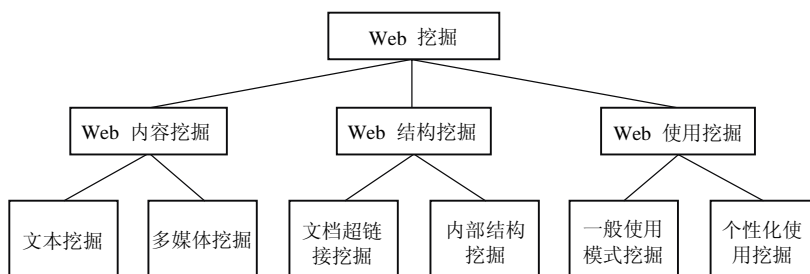 Web 挖掘
Web 内容挖掘
Web 结构挖掘
Web 使用挖掘
文本挖掘
多媒体挖掘
文档超链
接挖掘
内部结构
挖掘
一般使用
模式挖掘
个性化使
用挖掘